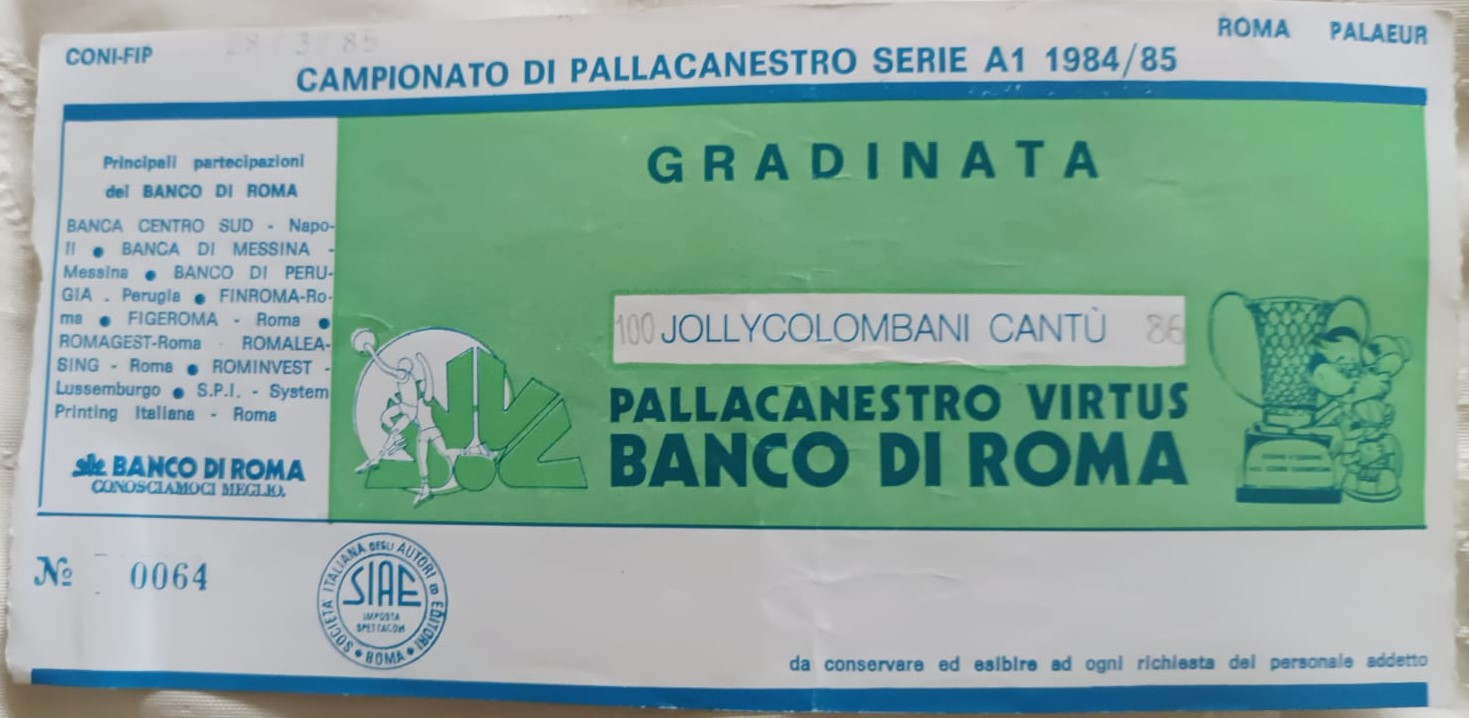 CONI-FIP
28 3 85
ROMA PALAEUR
CAMPIONATO DI PALLACANESTRO SERIE A1 1984/85
Principali partecipazioni
del BANCO DI ROMA
BANCA CENTRO SUD - Napo-
li ● BANCA DI MESSINA -
Messina ● BANCO DI PERU-
GIA . Perugia ● FINROMA-Ro-
ma ● FIGEROMA - Roma ●
ROMAGEST-Roma - ROMALEA-
SING - Roma ● ROMINVEST -
Lussemburgo ● S.P.I. - System
Printing Italiana - Roma
BANCO DI ROMA
CONOSCIAMOCI MEGLIO.
GRADINATA
100 JOLLYCOLOMBANI CANTÙ 86
PALLACANESTRO VIRTUS
BANCO DI ROMA
№ 0064
SOCIETÀ ITALIANA DEGLI AUTORI ED EDITORI
SIAE
IMPOSTA
SPETTACOLI
ROMA
da conservare ed esibire ad ogni richiesta del personale addetto